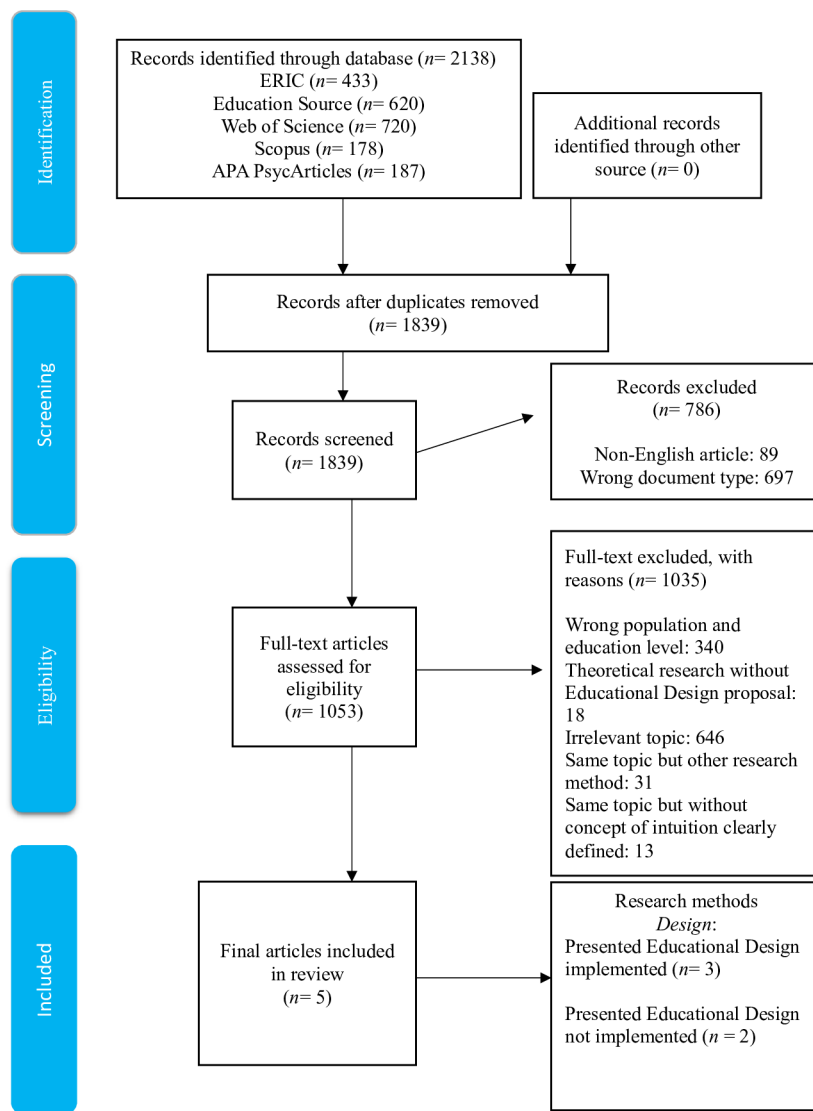 Identification
Records identified through database (n= 2138)
ERIC (n= 433)
Education Source (n= 620)
Web of Science (n= 720)
Scopus (n= 178)
APA PsycArticles (n= 187)
Additional records
identified through other
source (n= 0)
Screening
Records after duplicates removed
(n= 1839)
Records screened
(n= 1839)
Records excluded
(n= 786)
Non-English article: 89
Wrong document type: 697
Eligibility
Full-text articles
assessed for
eligibility
(n= 1053)
Full-text excluded, with
reasons (n= 1035)
Wrong population and
education level: 340
Theoretical research without
Educational Design proposal:
18
Irrelevant topic: 646
Same topic but other research
method: 31
Same topic but without
concept of intuition clearly
defined: 13
Included
Final articles included
in review
(n= 5)
Research methods
Design:
Presented Educational Design
implemented (n= 3)
Presented Educational Design
not implemented (n = 2)